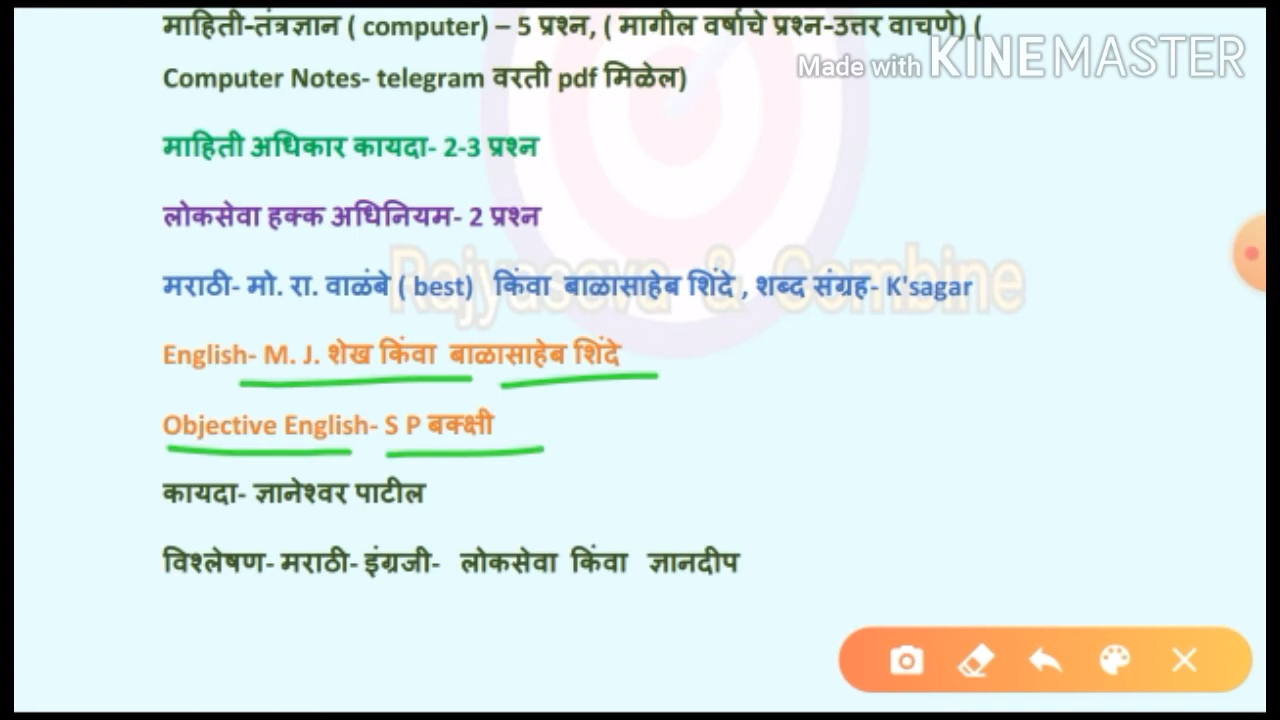 माहिती-तंत्रज्ञान ( computer) – 5 प्रश्न, ( मागील वर्षाचे प्रश्न-उत्तर वाचणे) (
Made with KINEMASTER
Computer Notes- telegram वरती pdf मिळेल)
माहिती अधिकार कायदा- 2-3 प्रश्न
लोकसेवा हक्क अधिनियम- 2 प्रश्न
Rajyaseva & Combine
मराठी- मो. रा. वाळंबे ( best) किंवा बाळासाहेब शिंदे , शब्द संग्रह- K'sagar
English- M. J. शेख किंवा बाळासाहेब शिंदे
Objective English- S P बक्क्षी
कायदा- ज्ञानेश्वर पाटील
विश्लेषण- मराठी- इंग्रजी- लोकसेवा किंवा ज्ञानदीप